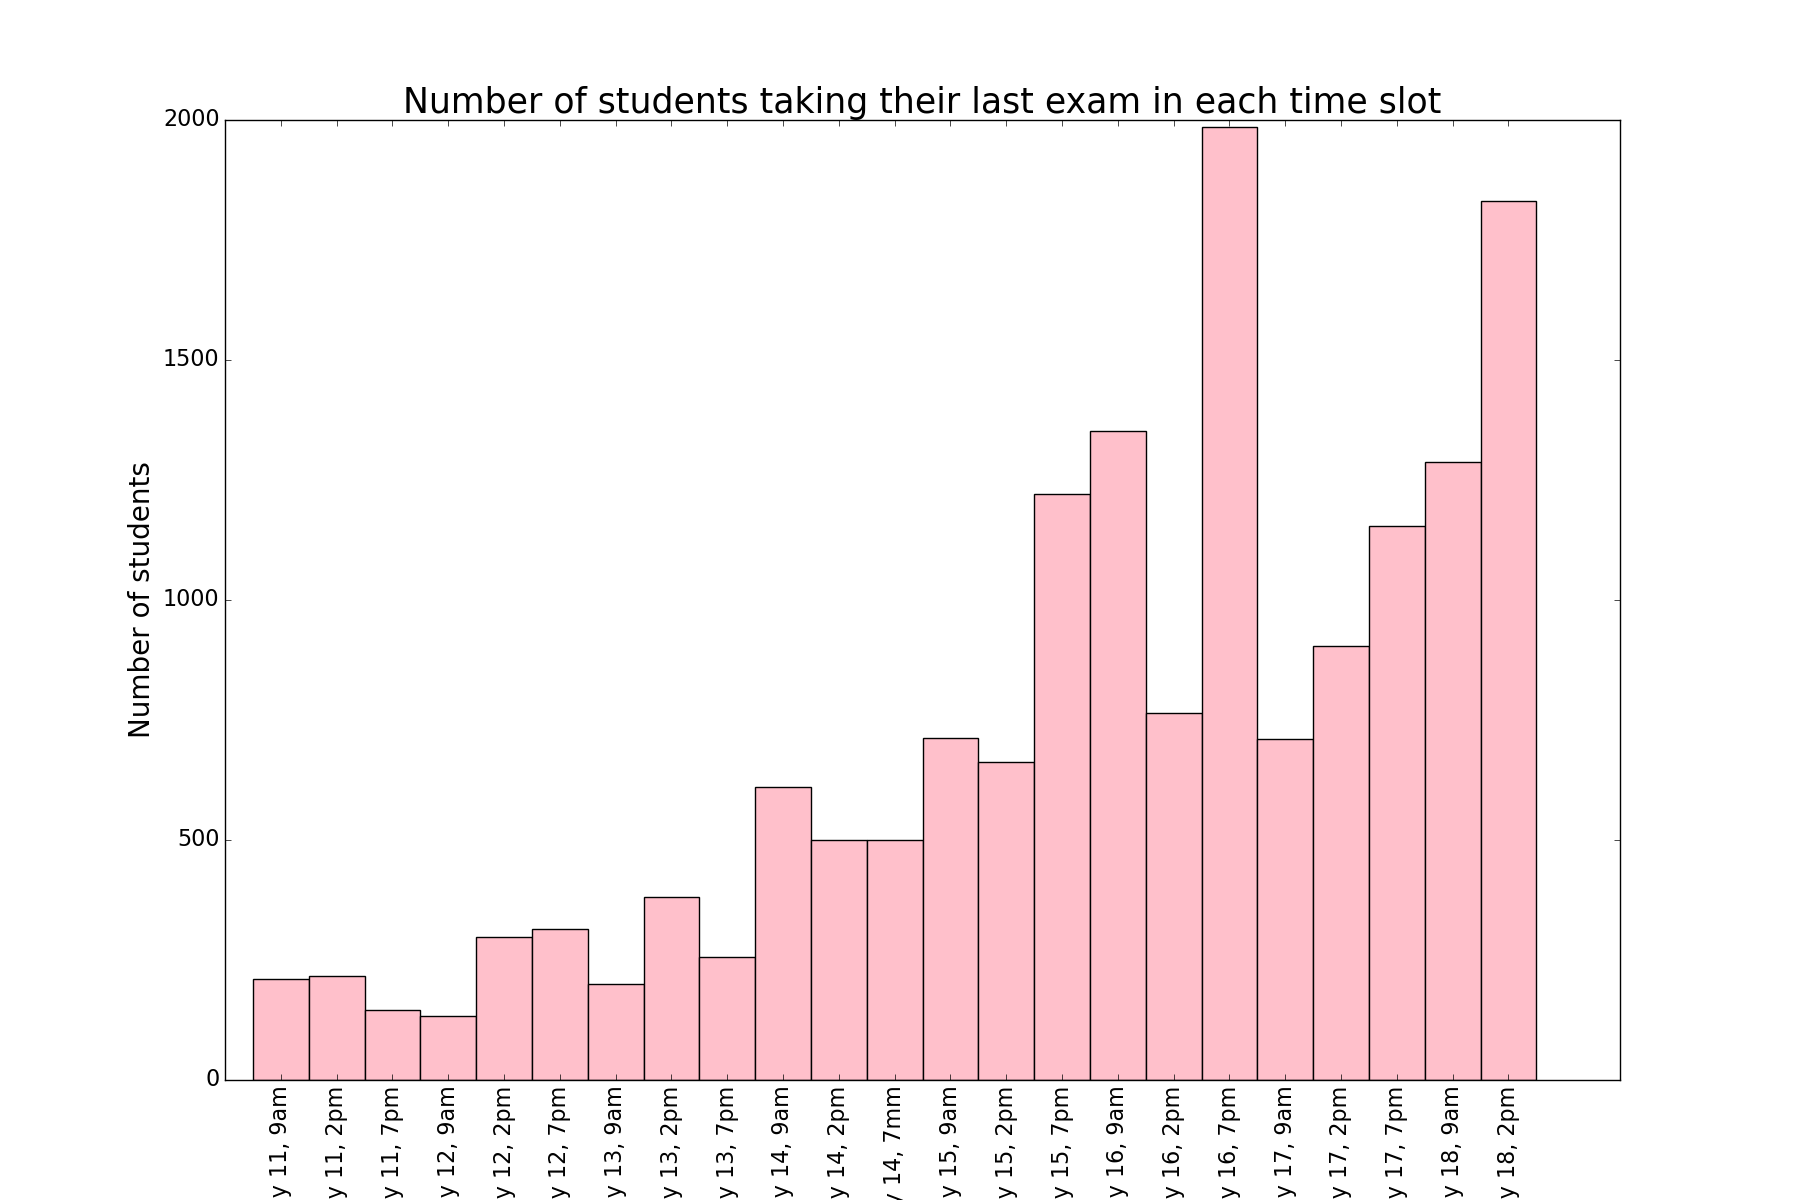 Number of students taking their last exam in each time slot
Number of students
2000
1500
1000
500
0
y 11, 9am
y 11, 2pm
y 11, 7pm
y 12, 9am
y 12, 2pm
y 12, 7pm
y 13, 9am
y 13, 2pm
y 13, 7pm
y 14, 9am
y 14, 2pm
y 14, 7mm
y 15, 9am
y 15, 2pm
y 15, 7pm
y 16, 9am
y 16, 2pm
y 16, 7pm
y 17, 9am
y 17, 2pm
y 17, 7pm
y 18, 9am
y 18, 2pm